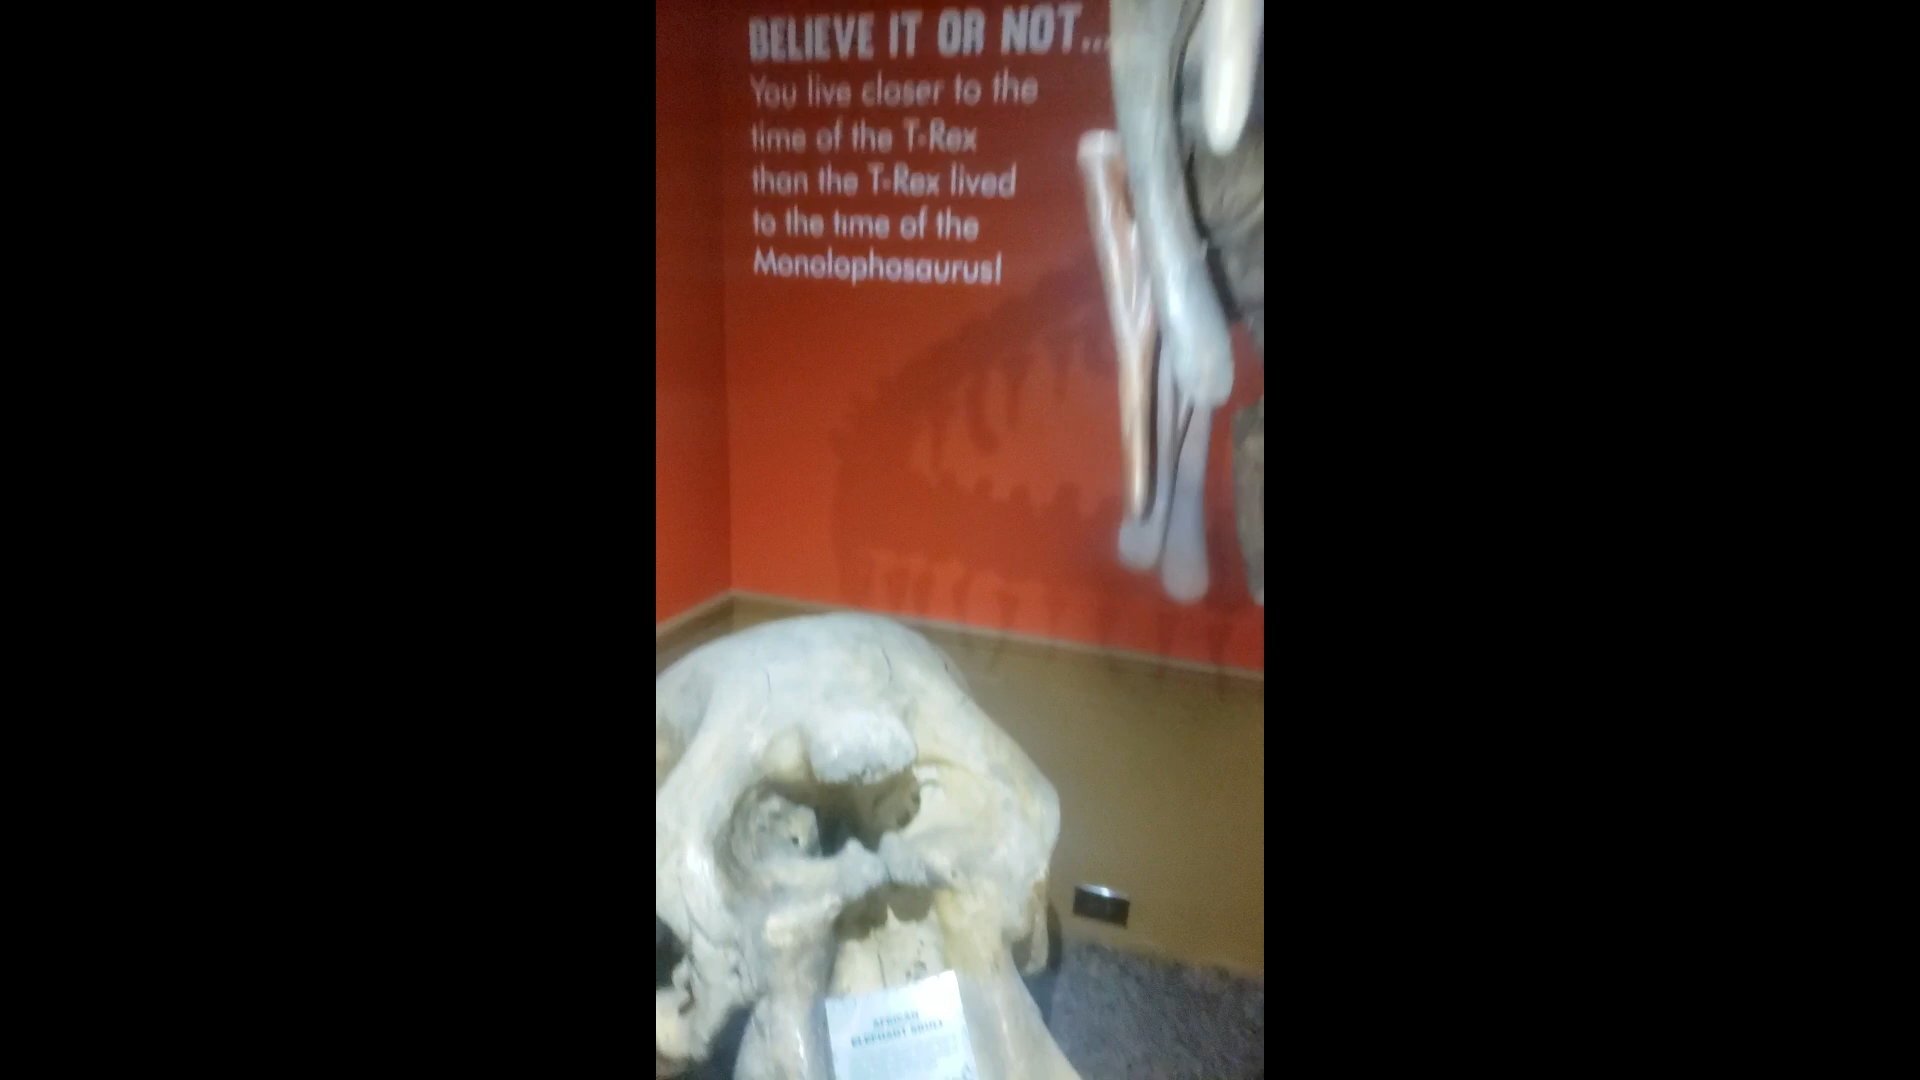 BELIEVE IT OR NOT...
You live closer to the
time of the T-Rex
than the T-Rex lived
to the time of the
Monolophosaurus!
AFRICAN
ELEPHANT SKULL